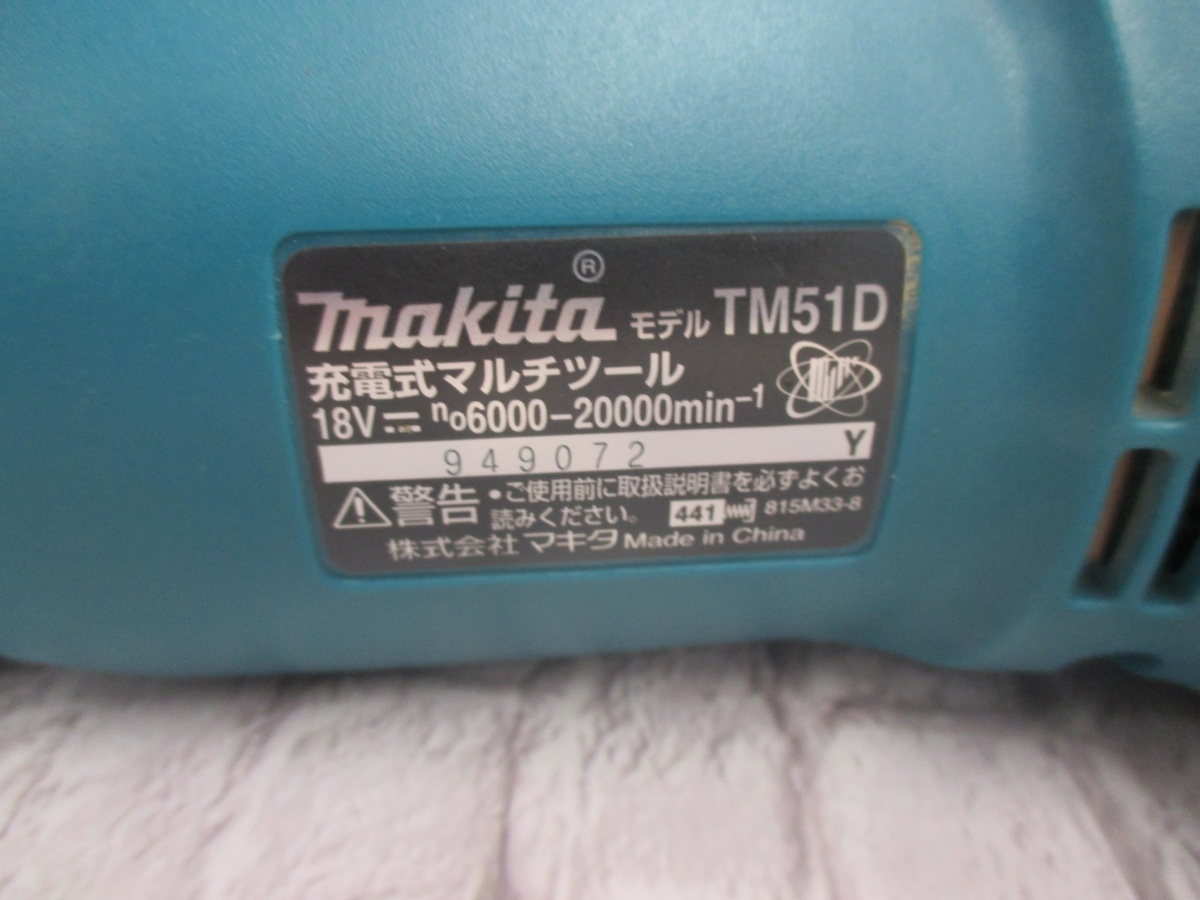 ®
makita モデル TM51D
充電式マルチツール
18V⎓ n₀6000-20000min⁻¹
949072 Y
⚠警告 •ご使用前に取扱説明書を必ずよくお
読みください。 441 815M33-8
株式会社マキタ Made in China